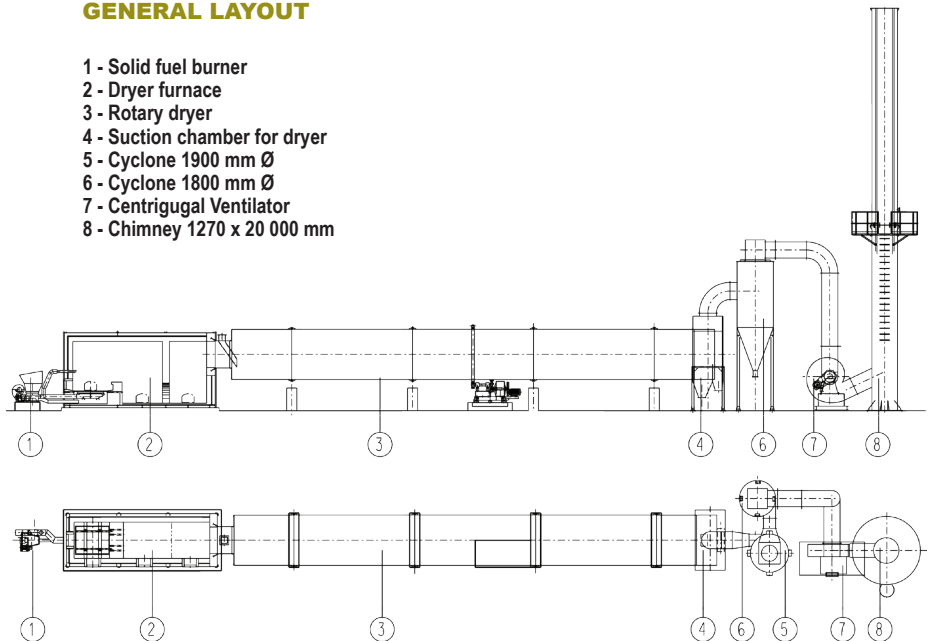 GENERAL LAYOUT
1 - Solid fuel burner
2 - Dryer furnace
3 - Rotary dryer
4 - Suction chamber for dryer
5 - Cyclone 1900 mm Ø
6 - Cyclone 1800 mm Ø
7 - Centrigugal Ventilator
8 - Chimney 1270 x 20 000 mm
1 2 3 4 6 7 8
1 2 3 4 6 5 7 8